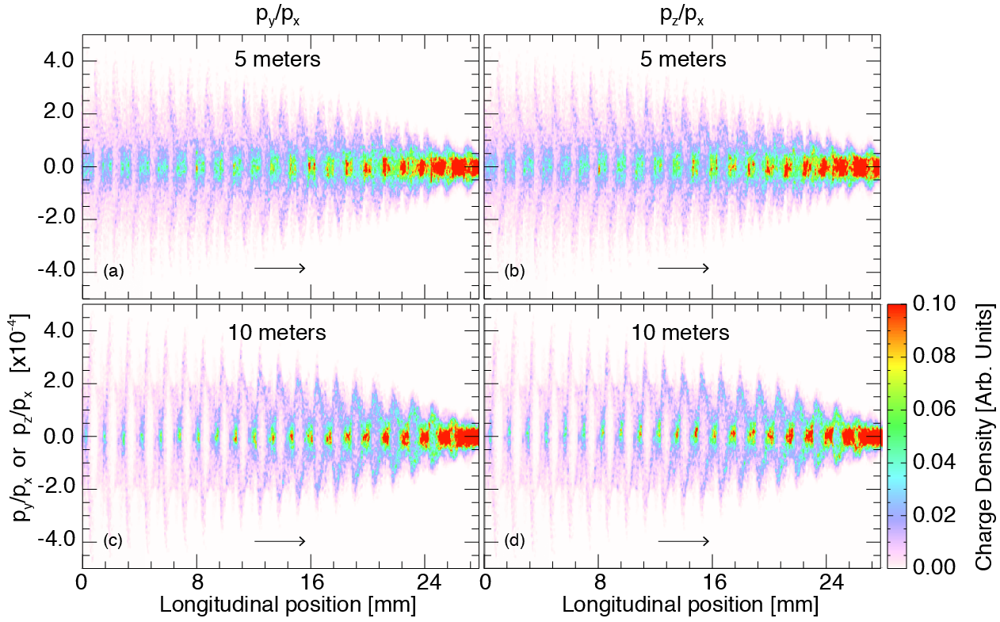 p_y/p_x p_z/p_x
5 meters 5 meters
4.0
2.0
0.0
-2.0
-4.0
(a) (b)
10 meters 10 meters
4.0
2.0
0.0
-2.0
-4.0
(c) (d)
p_y/p_x or p_z/p_x [x10^-4]
0.10
0.08
0.06
0.04
0.02
0.00
Charge Density [Arb. Units]
0 8 16 24 0 8 16 24
Longitudinal position [mm] Longitudinal position [mm]